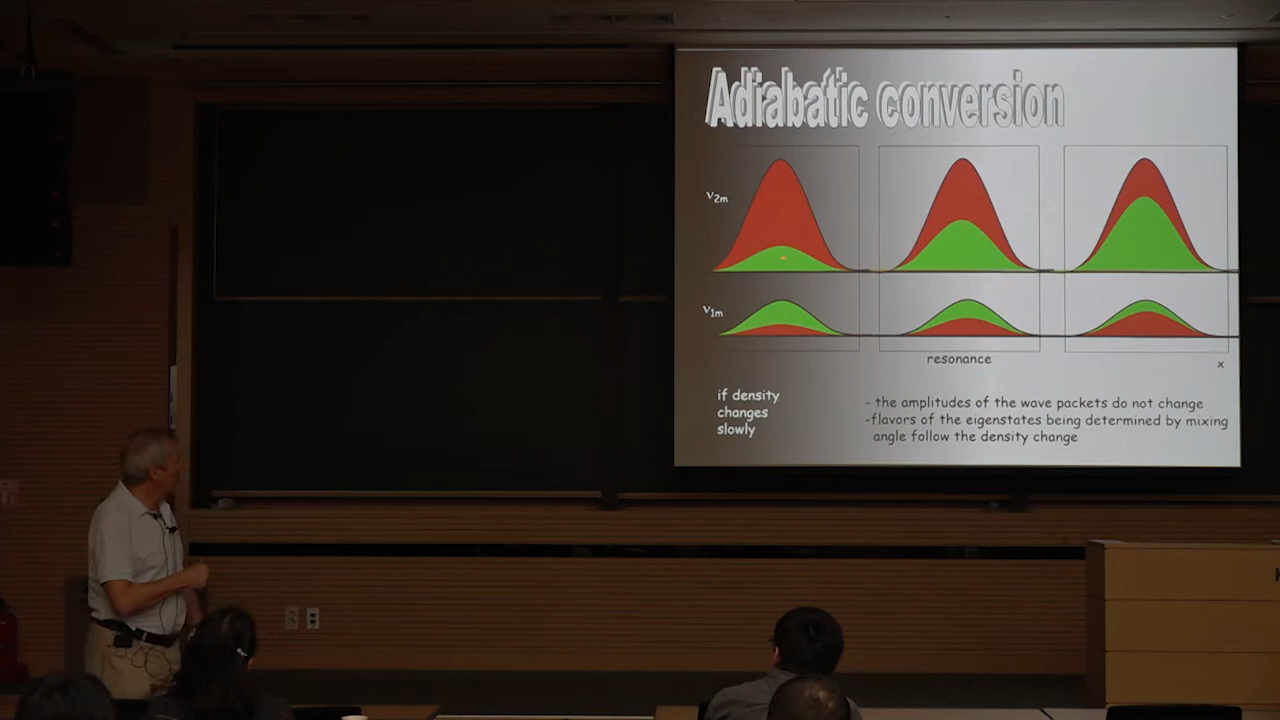 Adiabatic conversion
ν2m
ν1m
resonance
x
if density
changes
slowly
- the amplitudes of the wave packets do not change
-flavors of the eigenstates being determined by mixing
angle follow the density change
K